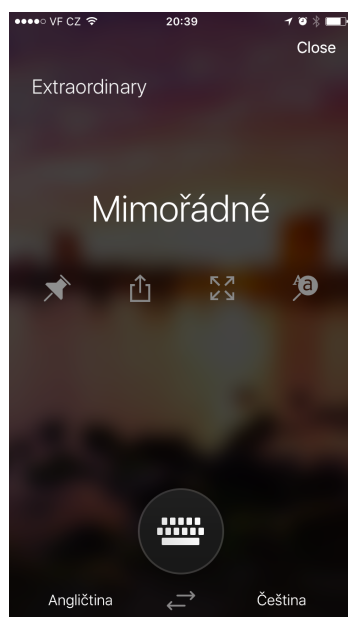 VF CZ 20:39
Close
Extraordinary
Mimořádné
A a
Angličtina Čeština